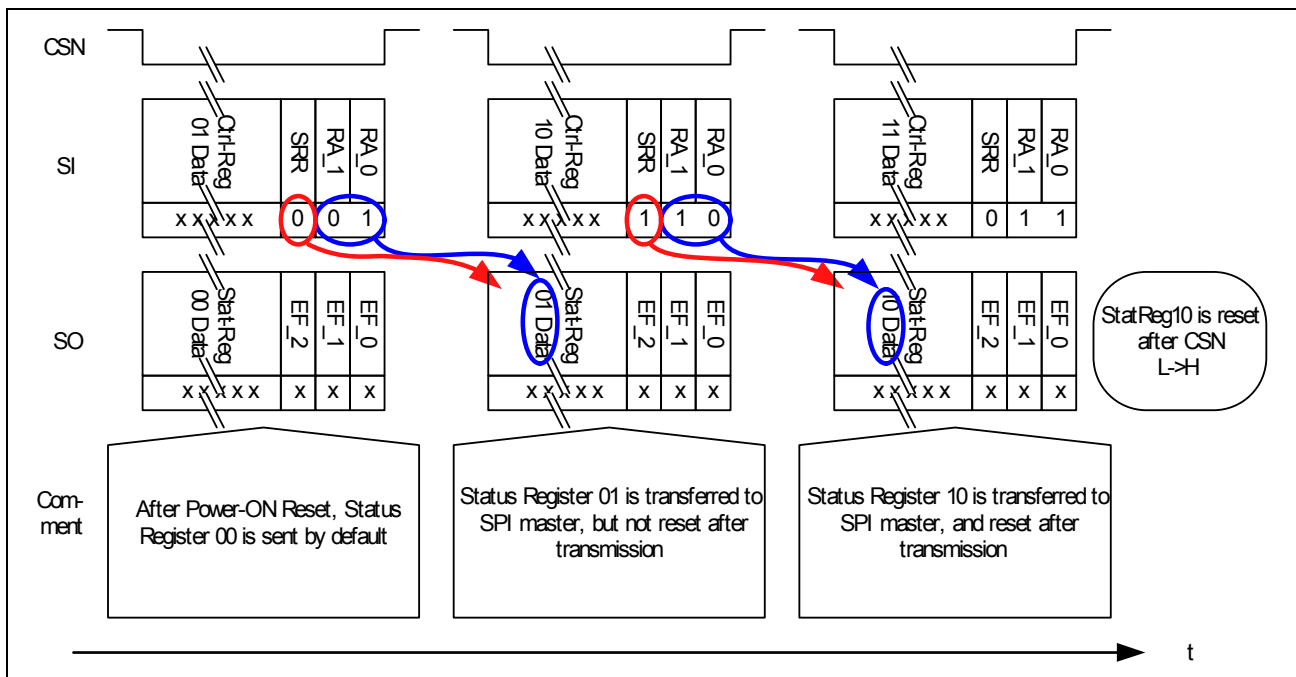 CSN
SI
SO
Com-
ment
Ctrl-Reg
01 Data
SRR
RA_1
RA_0
x x x x x
0
0
1
Stat-Reg
00 Data
EF_2
EF_1
EF_0
x x x x x
x
x
x
After Power-ON Reset, Status
Register 00 is sent by default
Ctrl-Reg
10 Data
SRR
RA_1
RA_0
x x x x x
1
1
0
Stat-Reg
01 Data
EF_2
EF_1
EF_0
x x x x x
x
x
x
Status Register 01 is transferred to
SPI master, but not reset after
transmission
Ctrl-Reg
11 Data
SRR
RA_1
RA_0
x x x x x
0
1
1
Stat-Reg
10 Data
EF_2
EF_1
EF_0
x x x x x
x
x
x
Status Register 10 is transferred to
SPI master, and reset after
transmission
StatReg10 is reset
after CSN
L->H
t